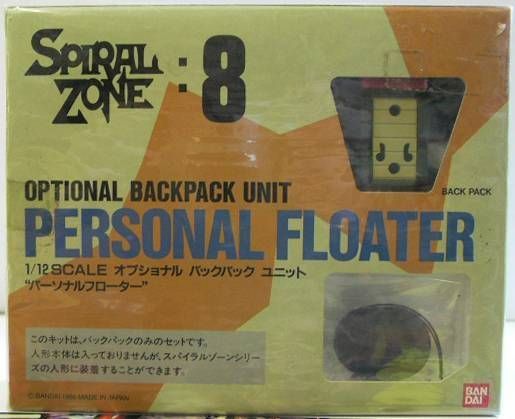 SPIRAL
ZONE :8
BACK PACK
OPTIONAL BACKPACK UNIT
PERSONAL FLOATER
1/12 SCALE オプショナル バックパック ユニット
“パーソナルフローター”
このキットは、バックパックのみのセットです。
人形本体は入っておりませんが、スパイラルゾーンシリー
ズの人形に装着することができます。
© BANDAI 1986 MADE IN JAPAN
BAN
DAI